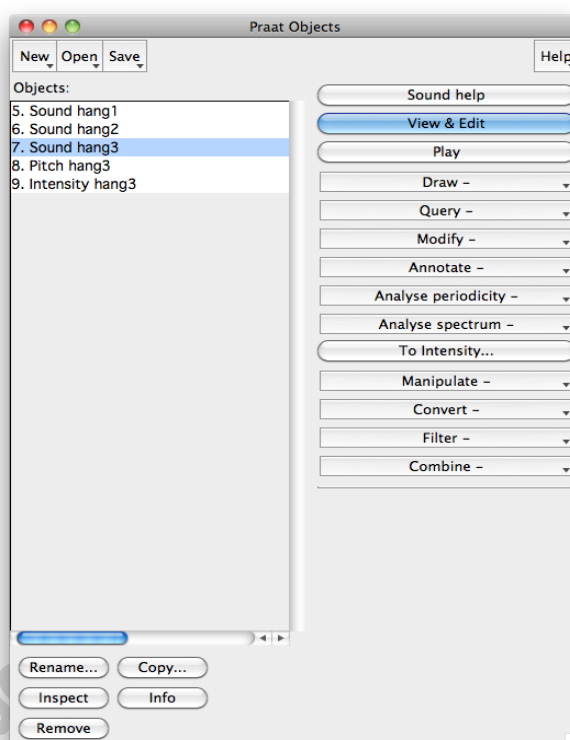 Praat Objects
New Open Save Help
Objects:
5. Sound hang1
6. Sound hang2
7. Sound hang3
8. Pitch hang3
9. Intensity hang3
Sound help
View & Edit
Play
Draw –
Query –
Modify –
Annotate –
Analyse periodicity –
Analyse spectrum –
To Intensity...
Manipulate –
Convert –
Filter –
Combine –
Rename... Copy...
Inspect Info
Remove